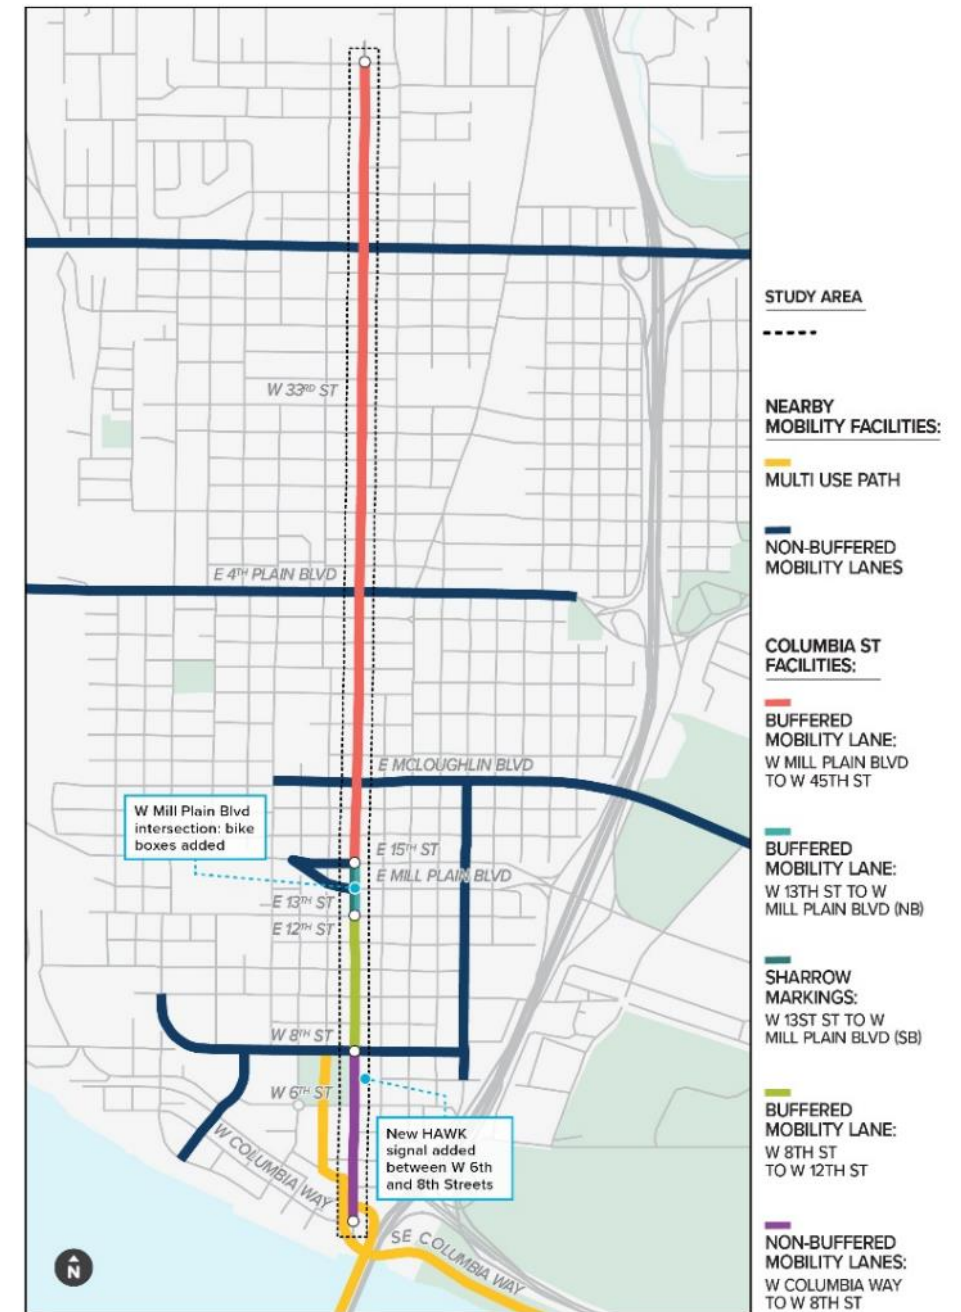 W 33RD ST
E 4TH PLAIN BLVD
E MCLOUGHLIN BLVD
W Mill Plain Blvd
intersection: bike
boxes added
E 15TH ST
E MILL PLAIN BLVD
E 13TH ST
E 12TH ST
W 8TH ST
W 6TH ST
W COLUMBIA WAY
New HAWK
signal added
between W 6th
and 8th Streets
SE COLUMBIA WAY
N
STUDY AREA
NEARBY
MOBILITY FACILITIES:
MULTI USE PATH
NON-BUFFERED
MOBILITY LANES
COLUMBIA ST
FACILITIES:
BUFFERED
MOBILITY LANE:
W MILL PLAIN BLVD
TO W 45TH ST
BUFFERED
MOBILITY LANE:
W 13TH ST TO W
MILL PLAIN BLVD (NB)
SHARROW
MARKINGS:
W 13ST ST TO W
MILL PLAIN BLVD (SB)
BUFFERED
MOBILITY LANE:
W 8TH ST
TO W 12TH ST
NON-BUFFERED
MOBILITY LANES:
W COLUMBIA WAY
TO W 8TH ST